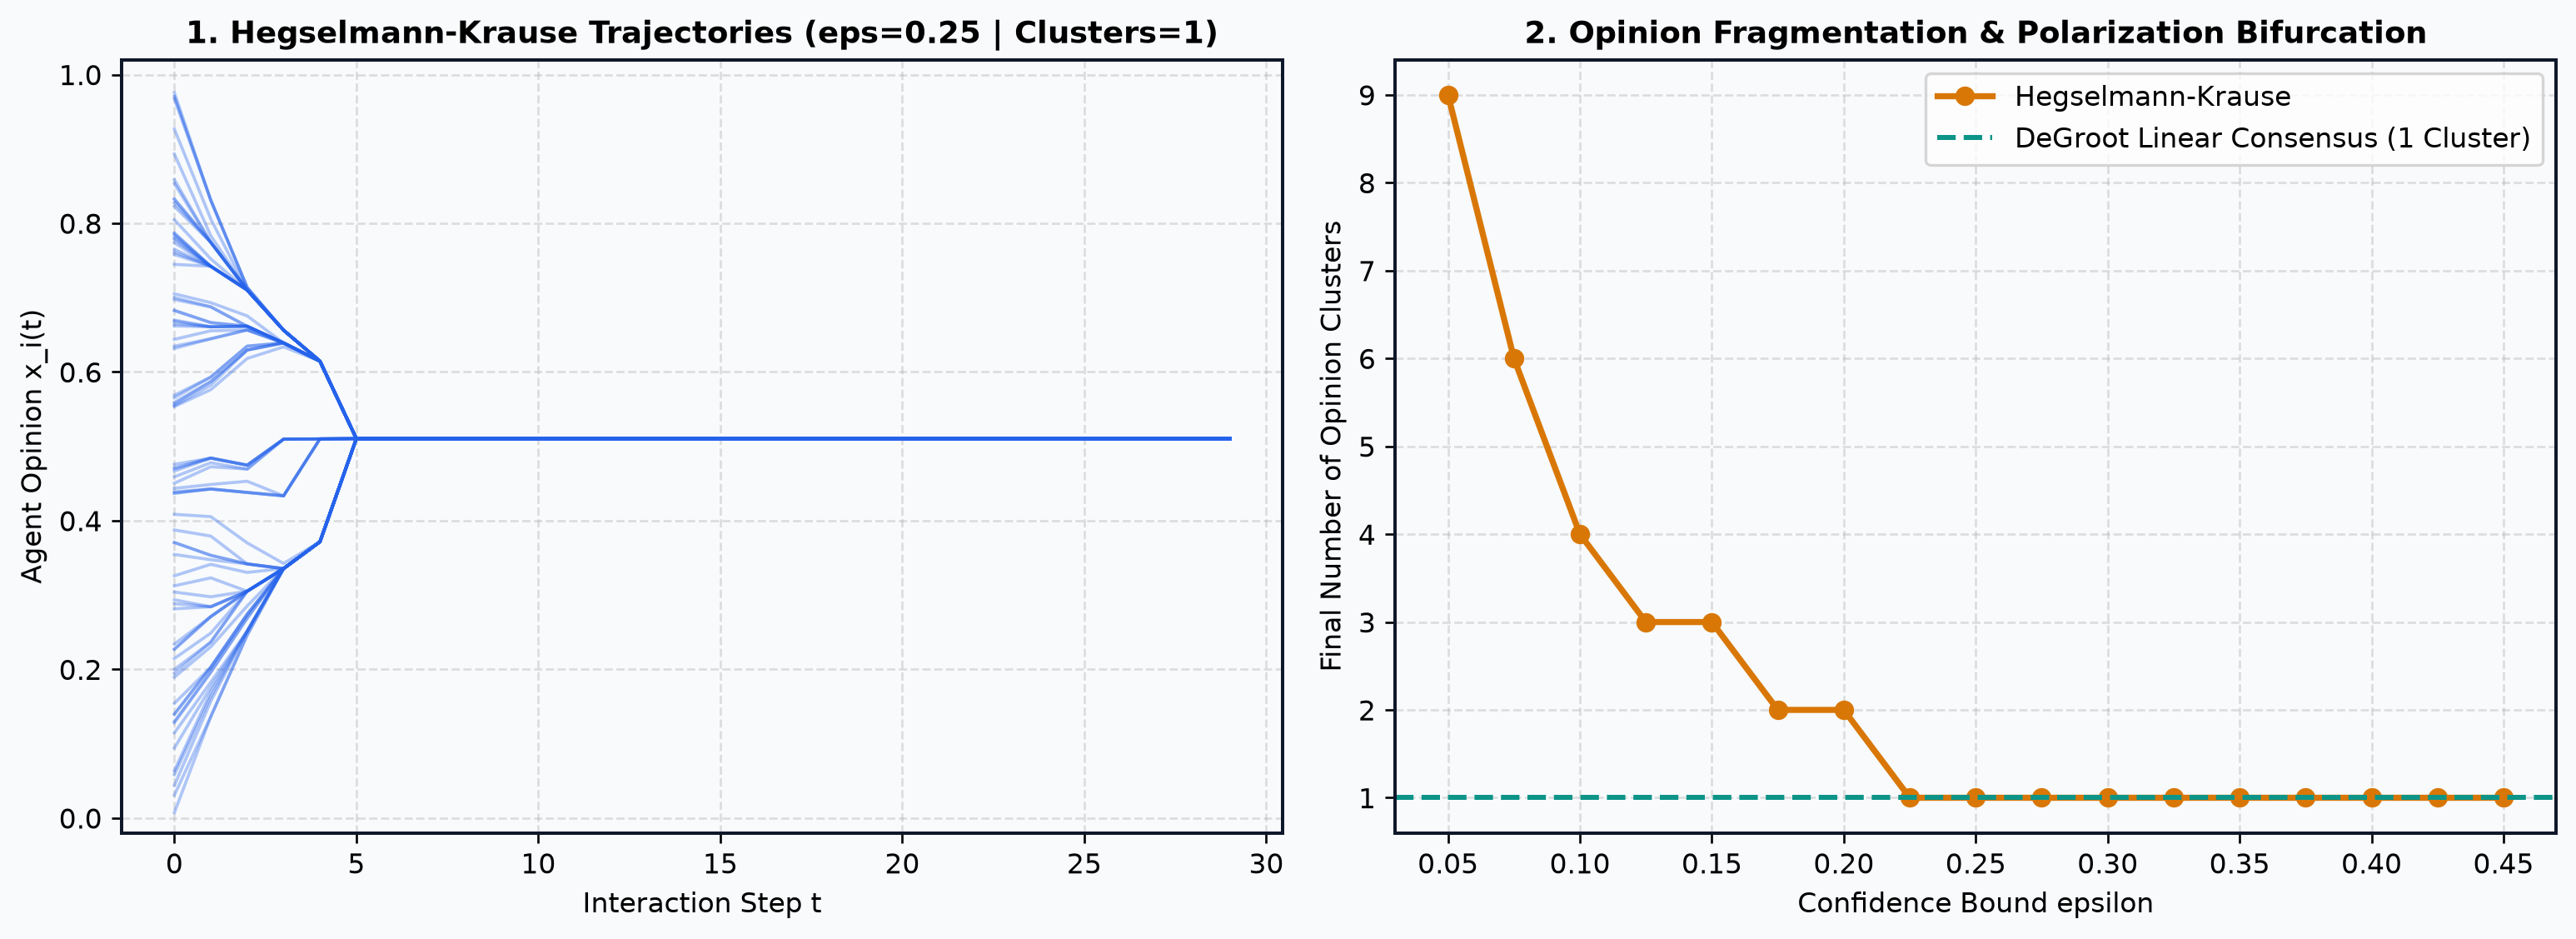 1. Hegselmann-Krause Trajectories (eps=0.25 | Clusters=1)
Agent Opinion x_i(t)
1.0
0.8
0.6
0.4
0.2
0.0
0 5 10 15 20 25 30
Interaction Step t
2. Opinion Fragmentation & Polarization Bifurcation
Hegselmann-Krause
DeGroot Linear Consensus (1 Cluster)
Final Number of Opinion Clusters
9
8
7
6
5
4
3
2
1
0.05 0.10 0.15 0.20 0.25 0.30 0.35 0.40 0.45
Confidence Bound epsilon